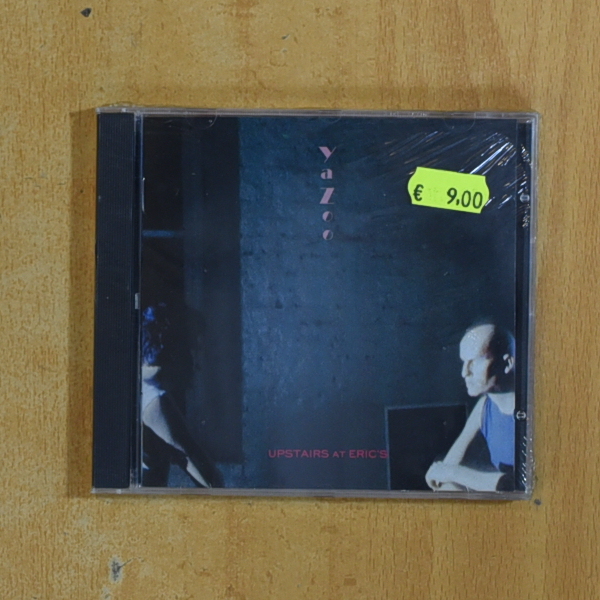 yaZoo
€ 9,00
UPSTAIRS AT ERIC'S